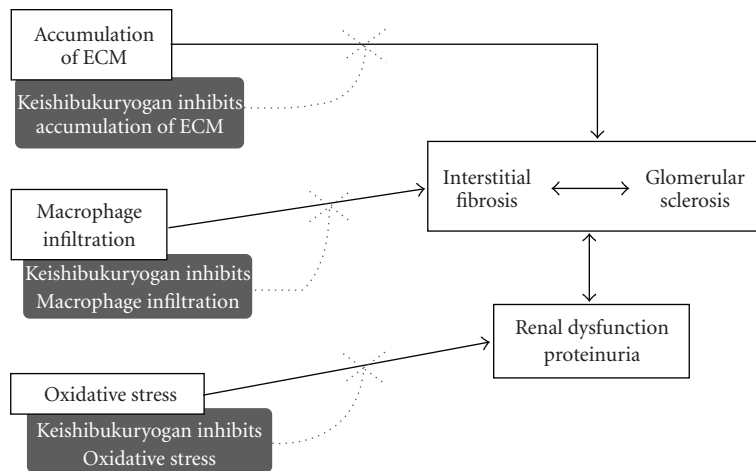 Accumulation
of ECM
Keishibukuryogan inhibits
accumulation of ECM
Interstitial
fibrosis
Glomerular
sclerosis
Macrophage
infiltration
Keishibukuryogan inhibits
Macrophage infiltration
Renal dysfunction
proteinuria
Oxidative stress
Keishibukuryogan inhibits
Oxidative stress